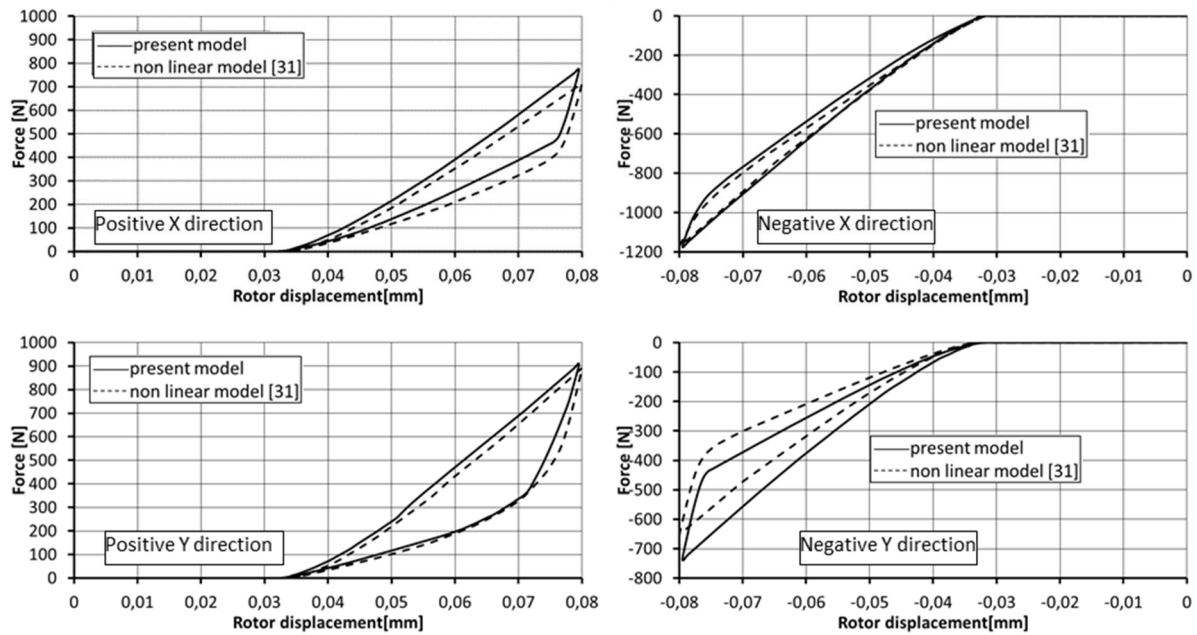 1000
900
800
700
600
500
400
300
200
100
0
Force [N]
present model
non linear model [31]
Positive X direction
0 0,01 0,02 0,03 0,04 0,05 0,06 0,07 0,08
Rotor displacement[mm]
0
-200
-400
-600
-800
-1000
-1200
Force [N]
present model
non linear model [31]
Negative X direction
-0,08 -0,07 -0,06 -0,05 -0,04 -0,03 -0,02 -0,01 0
Rotor displacement[mm]
1000
900
800
700
600
500
400
300
200
100
0
Force [N]
present model
non linear model [31]
Positive Y direction
0 0,01 0,02 0,03 0,04 0,05 0,06 0,07 0,08
Rotor displacement[mm]
0
-100
-200
-300
-400
-500
-600
-700
-800
Force [N]
present model
non linear model [31]
Negative Y direction
-0,08 -0,07 -0,06 -0,05 -0,04 -0,03 -0,02 -0,01 0
Rotor displacement[mm]